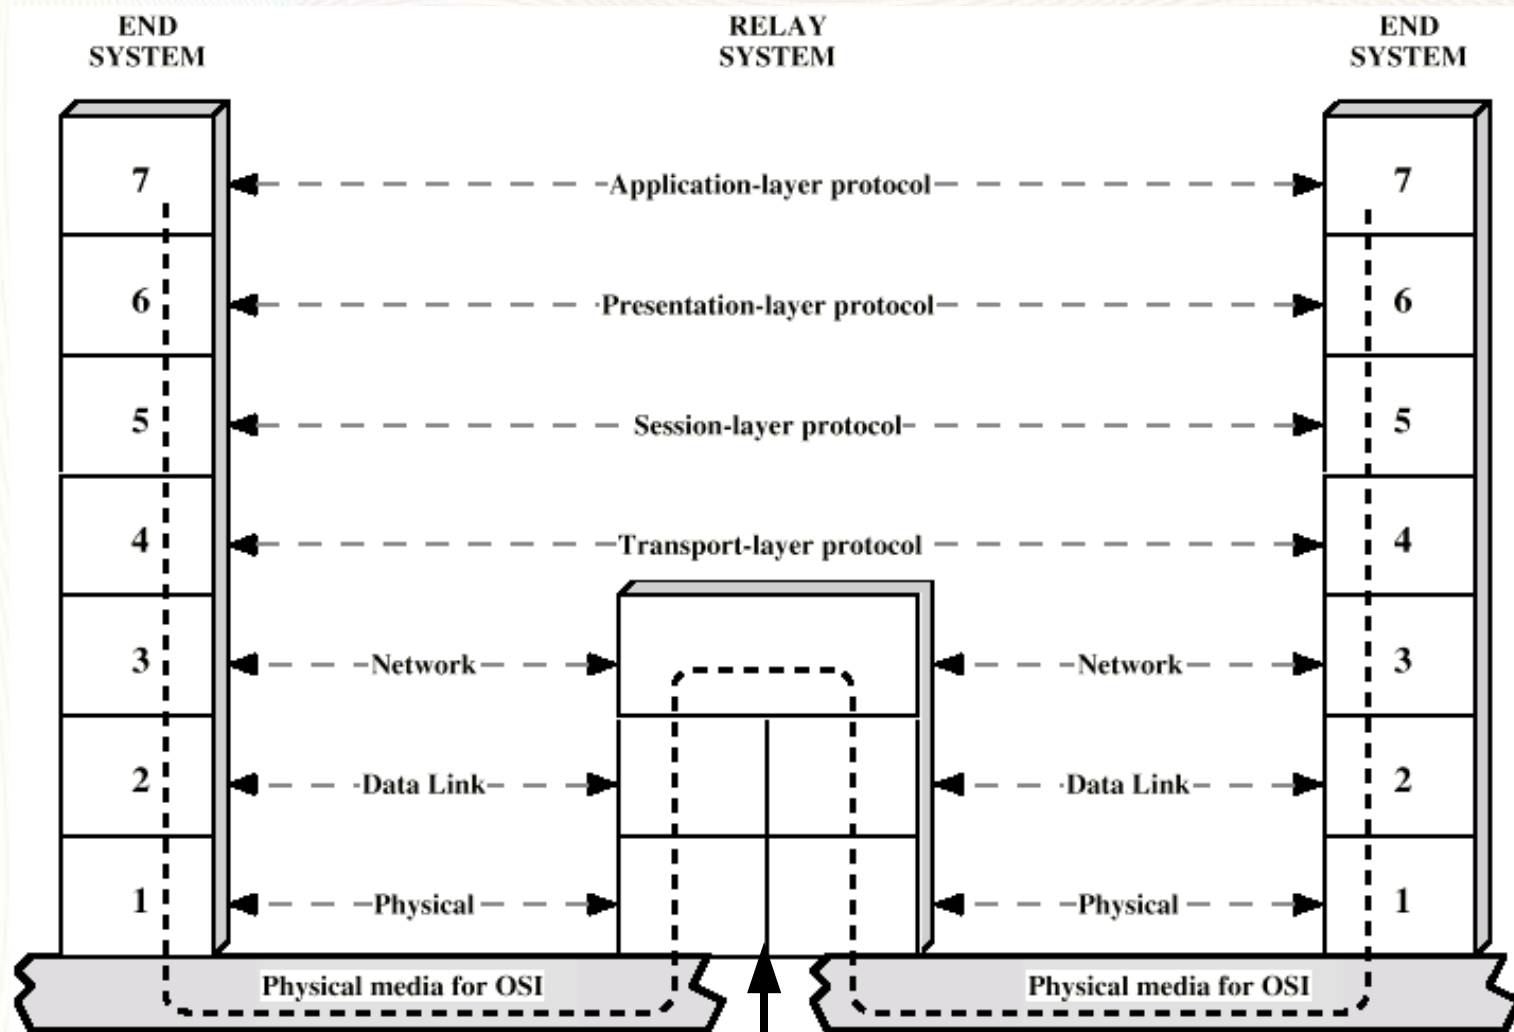 END
SYSTEM
RELAY
SYSTEM
END
SYSTEM
7
Application-layer protocol
7
6
Presentation-layer protocol
6
5
Session-layer protocol
5
4
Transport-layer protocol
4
3
Network
Network
3
2
Data Link
Data Link
2
1
Physical
Physical
1
Physical media for OSI
Physical media for OSI